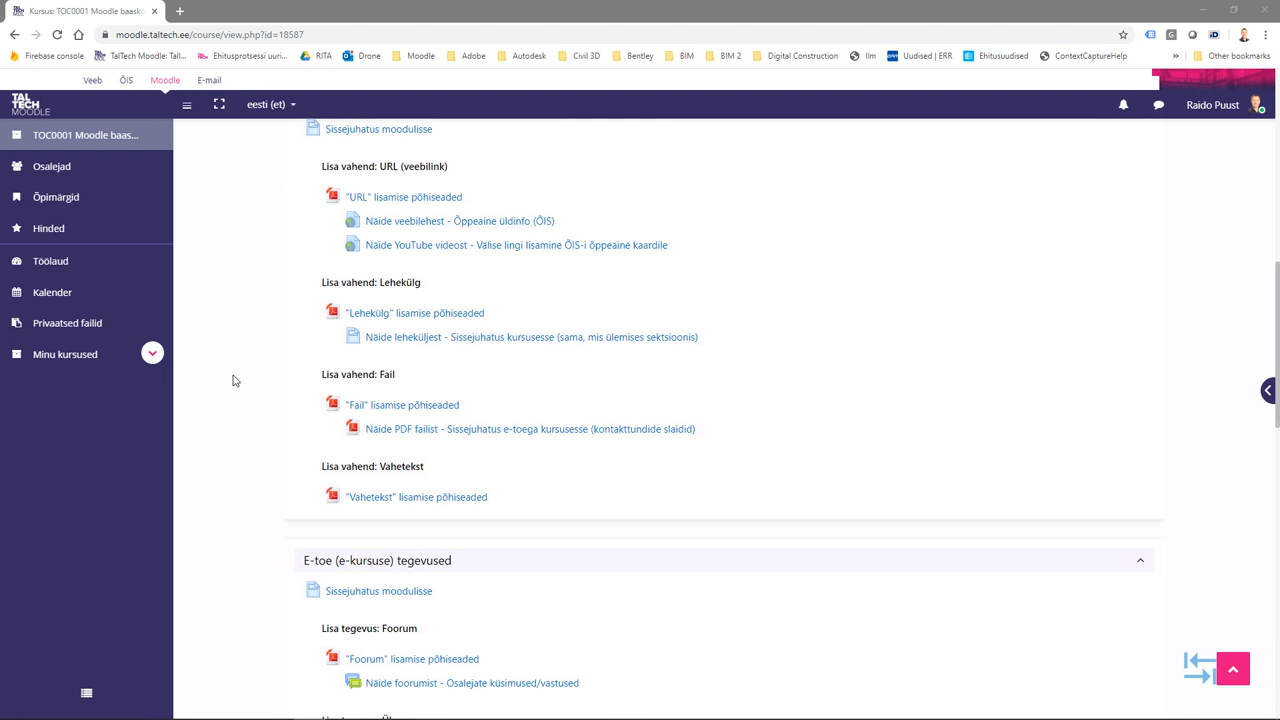 Kursus: TOC0001 Moodle baasko
moodle.taltech.ee/course/view.php?id=18587
Firebase console
TalTech Moodle: Tall...
Ehitusprotsessi uuri...
RITA
Drone
Moodle
Adobe
Autodesk
Civil 3D
Bentley
BIM
BIM 2
Digital Construction
Ilm
Uudised | ERR
Ehitusuudised
ContextCaptureHelp
»
Other bookmarks
Veeb
ÕIS
Moodle
E-mail
TAL
TECH
MOODLE
eesti (et)
Raido Puust
TOC0001 Moodle baas...
Osalejad
Õpimärgid
Hinded
Töölaud
Kalender
Privaatsed failid
Minu kursused
Sissejuhatus moodulisse
Lisa vahend: URL (veebilink)
"URL" lisamise põhiseaded
Näide veebilehest - Õppeaine üldinfo (ÕIS)
Näide YouTube videost - Välise lingi lisamine ÕIS-i õppeaine kaardile
Lisa vahend: Lehekülg
"Lehekülg" lisamise põhiseaded
Näide leheküljest - Sissejuhatus kursusesse (sama, mis ülemises sektsioonis)
Lisa vahend: Fail
"Fail" lisamise põhiseaded
Näide PDF failist - Sissejuhatus e-toega kursusesse (kontakttundide slaidid)
Lisa vahend: Vahetekst
"Vahetekst" lisamise põhiseaded
E-toe (e-kursuse) tegevused
Sissejuhatus moodulisse
Lisa tegevus: Foorum
"Foorum" lisamise põhiseaded
Näide foorumist - Osalejate küsimused/vastused